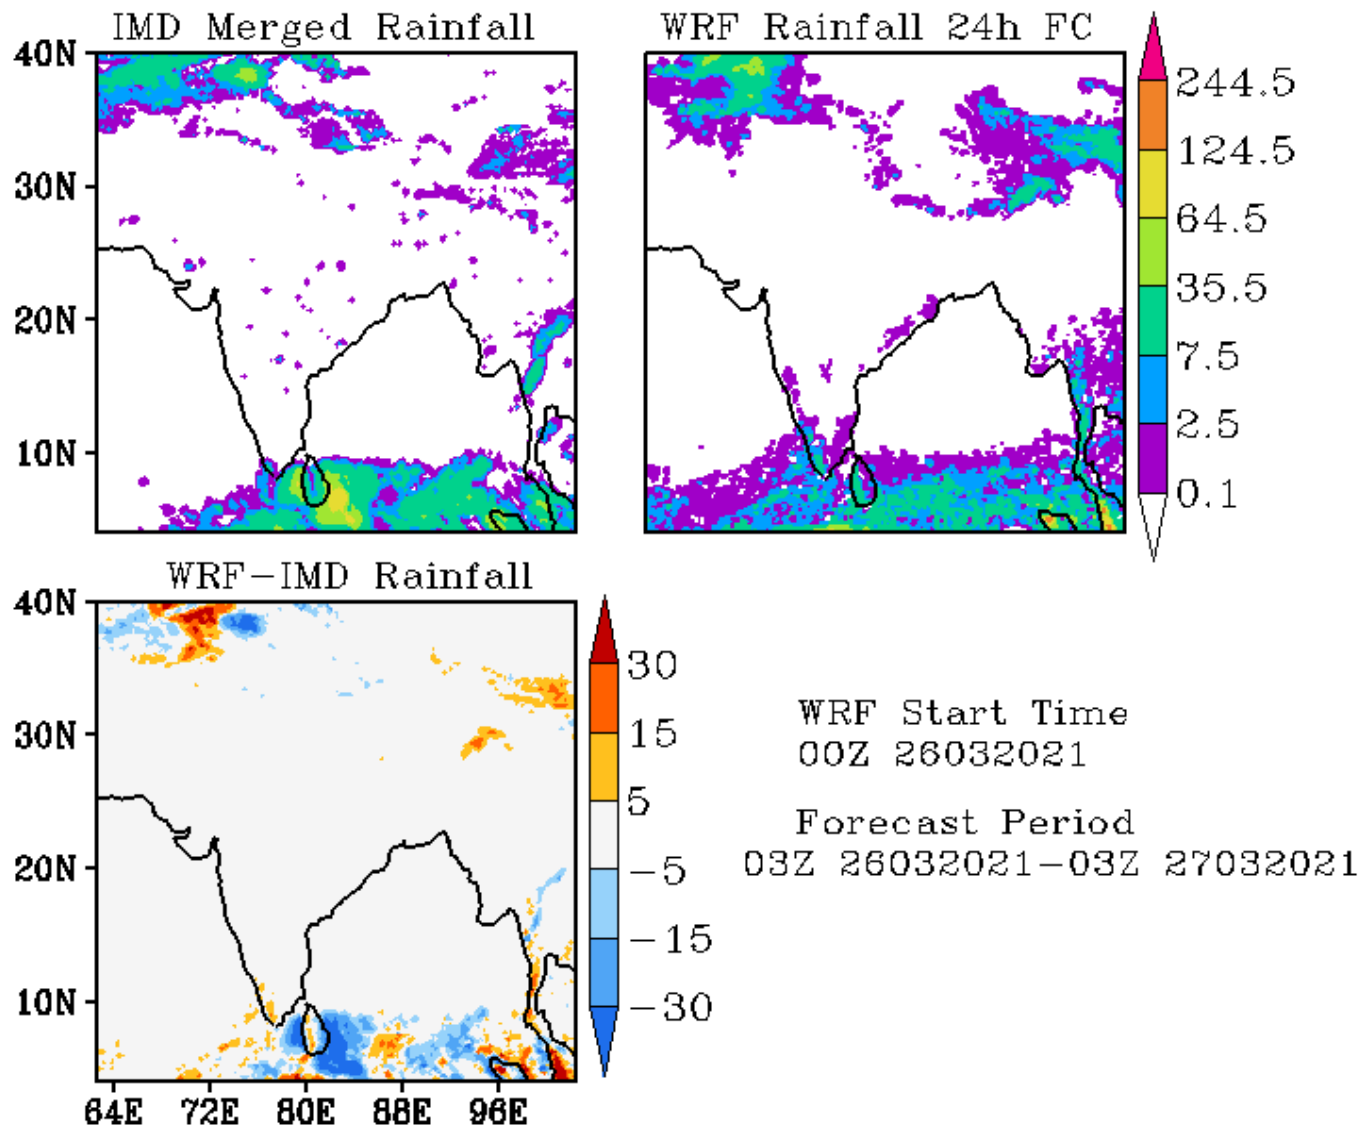 IMD Merged Rainfall
WRF Rainfall 24h FC
40N
30N
20N
10N
244.5
124.5
64.5
35.5
7.5
2.5
0.1
WRF-IMD Rainfall
40N
30N
20N
10N
64E 72E 80E 88E 96E
30
15
5
-5
-15
-30
WRF Start Time
00Z 26032021
Forecast Period
03Z 26032021-03Z 27032021